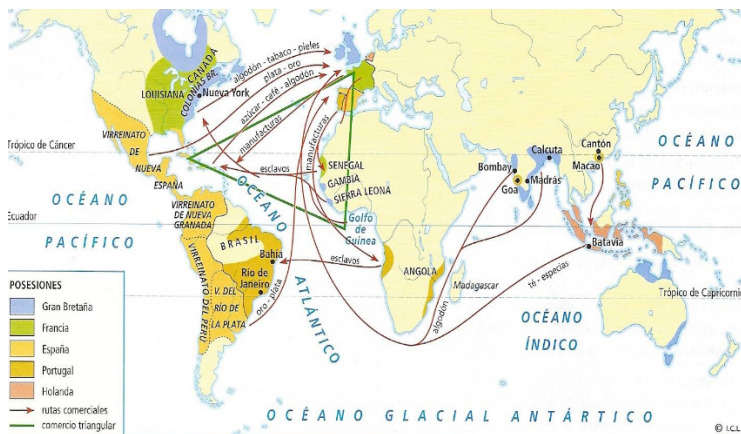 CANADÁ
COLONIAS BR.
LOUISIANA
Nueva York
algodón - tabaco - pieles
plata - oro
azúcar - café - algodón
manufacturas
manufacturas
Trópico de Cáncer
VIRREINATO
DE
NUEVA
ESPAÑA
esclavos
SENEGAL
GAMBIA
SIERRA LEONA
Bombay
Goa
Calcuta
Madrás
Cantón
Macao
OCÉANO
PACÍFICO
OCÉANO
PACÍFICO
Ecuador
VIRREINATO
DE NUEVA
GRANADA
OCÉANO
ATLÁNTICO
Golfo
de
Guinea
BRASIL
Bahía
esclavos
ANGOLA
Madagascar
Batavia
té - especias
algodón
Río de
Janeiro
VIRREINATO DEL PERÚ
V. DEL
RÍO DE
LA PLATA
oro - plata
Trópico de Capricornio
OCÉANO
ÍNDICO
POSESIONES
Gran Bretaña
Francia
España
Portugal
Holanda
rutas comerciales
comercio triangular
OCÉANO GLACIAL ANTÁRTICO
© I.C.L.